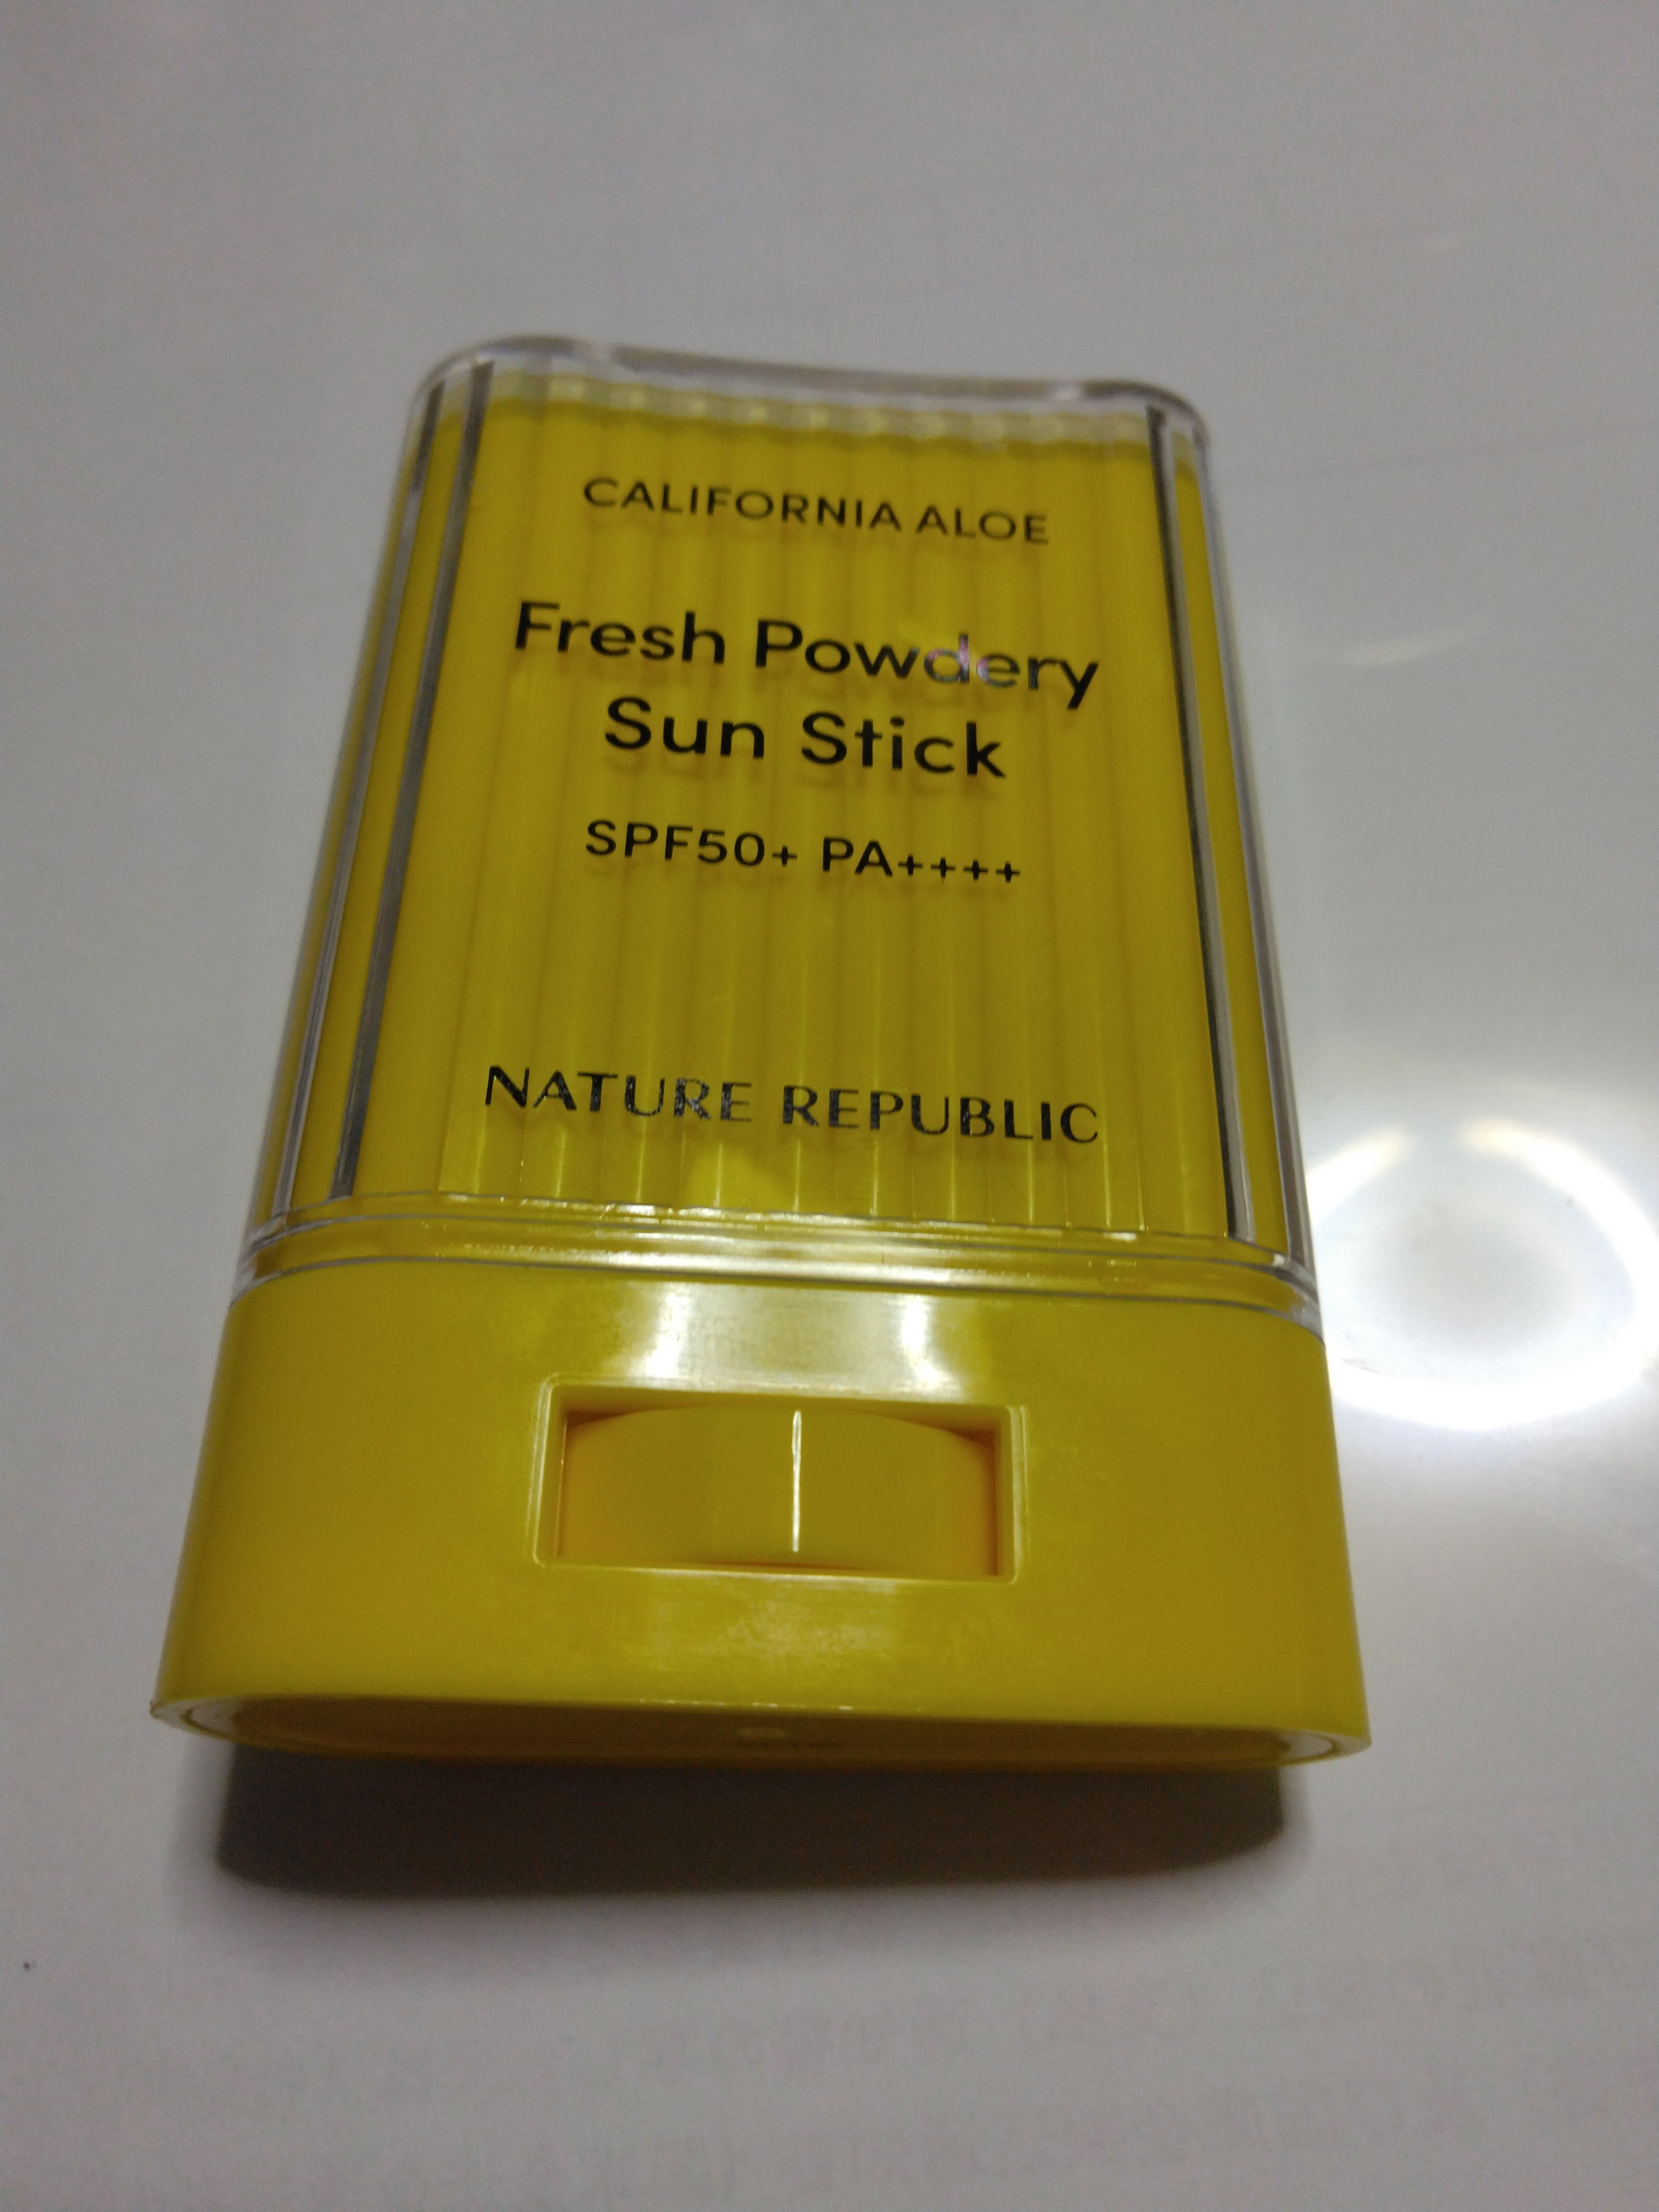 CALIFORNIA ALOE
Fresh Powdery
Sun Stick
SPF50+ PA++++
NATURE REPUBLIC